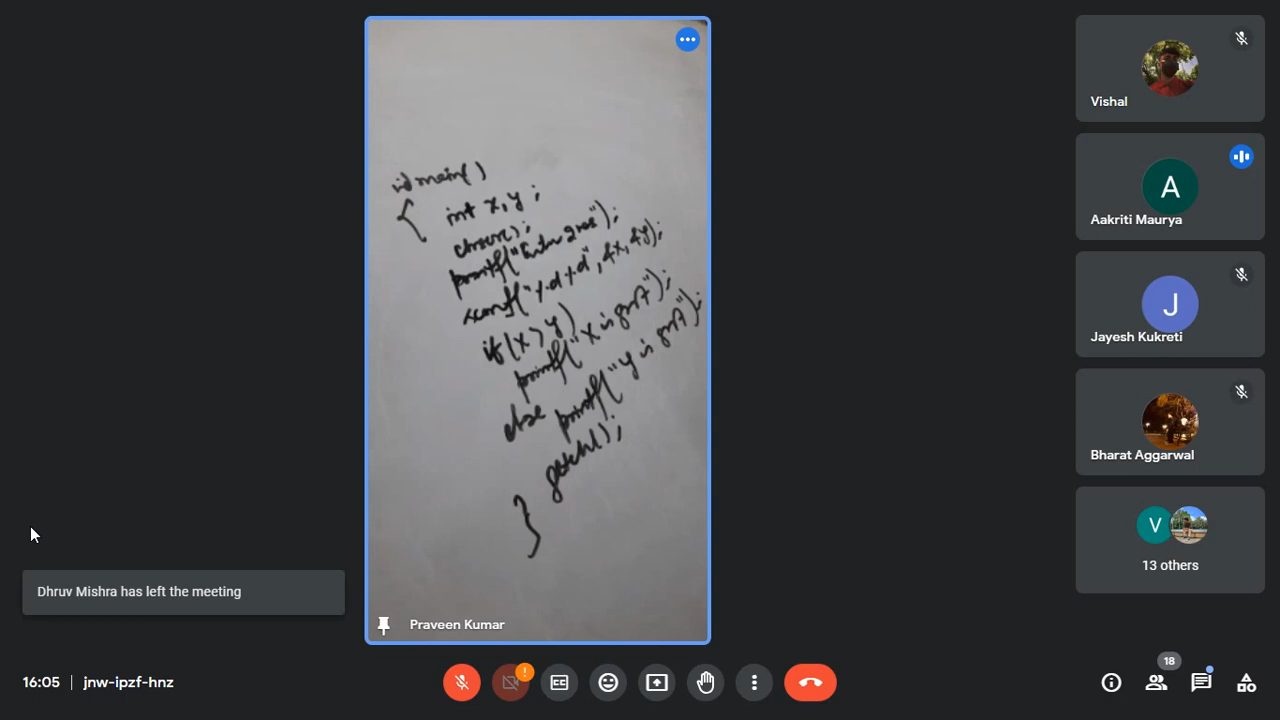 id main()
{ int x, y ;
clrscr();
printf("Enter 2 nos");
scanf("%d%d", &x, &y);
if(x > y)
printf("x is grt");
else printf("y is grt");
getch();
}
Vishal
A
Aakriti Maurya
J
Jayesh Kukreti
Bharat Aggarwal
V
13 others
Dhruv Mishra has left the meeting
Praveen Kumar
16:05 | jnw-ipzf-hnz
CC
18